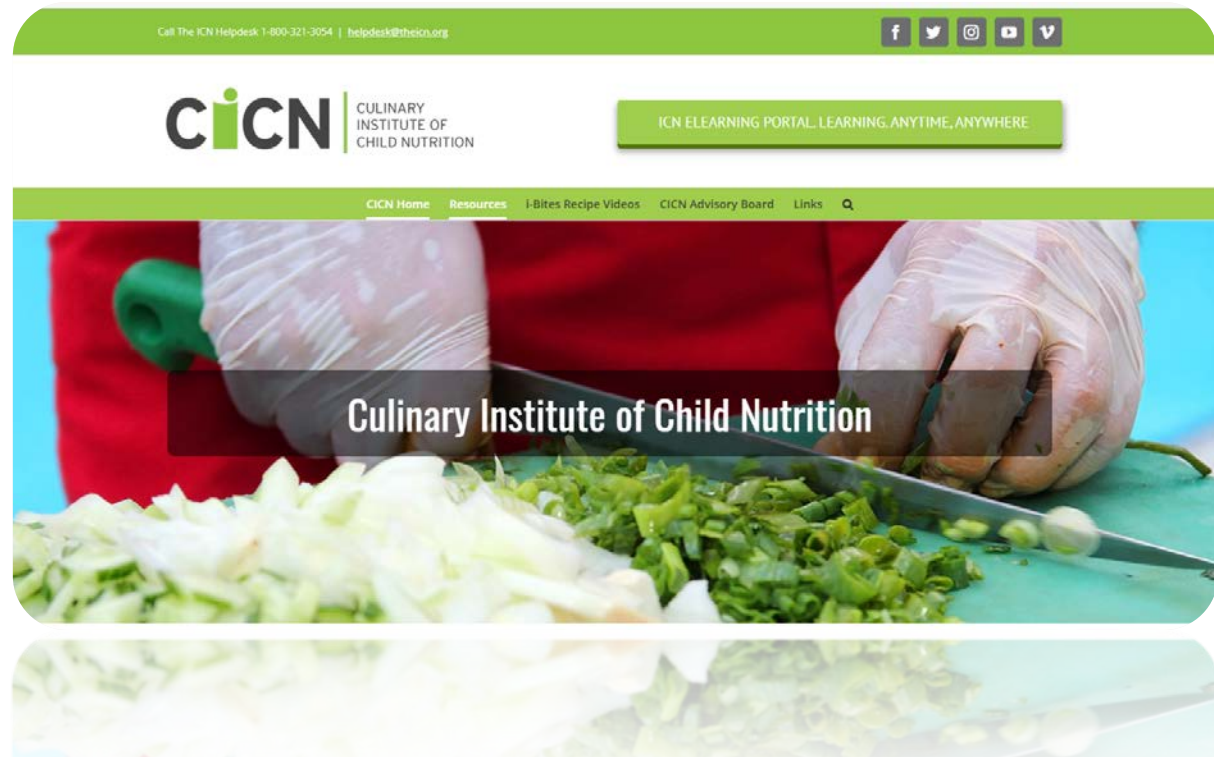 Call The ICN Helpdesk 1-800-321-3054 | helpdesk@theicn.org
CiCN
CULINARY
INSTITUTE OF
CHILD NUTRITION
ICN ELEARNING PORTAL. LEARNING. ANYTIME, ANYWHERE
CICN Home Resources i-Bites Recipe Videos CICN Advisory Board Links
Culinary Institute of Child Nutrition